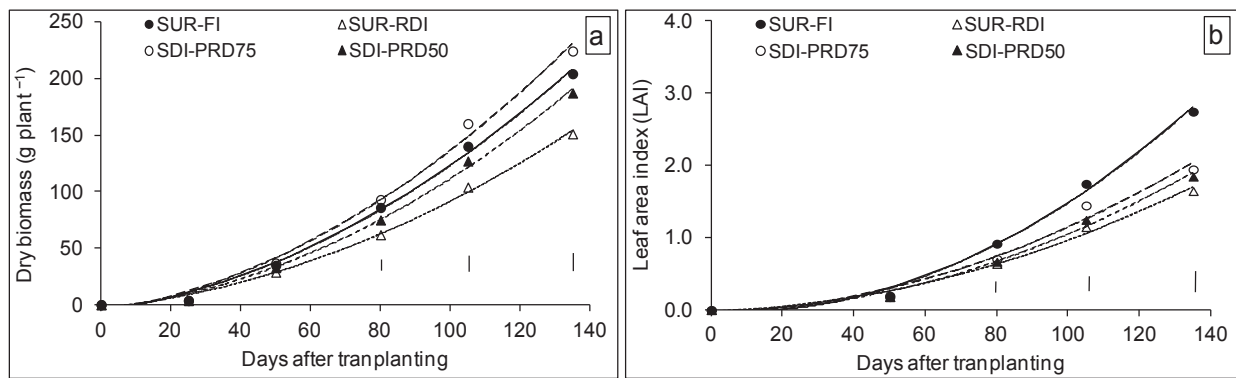 SUR-FI SUR-RDI
SDI-PRD75 SDI-PRD50
a
Dry biomass (g plant ⁻¹)
250
200
150
100
50
0
0 20 40 60 80 100 120 140
Days after tranplanting
SUR-FI SUR-RDI
SDI-PRD75 SDI-PRD50
b
Leaf area index (LAI)
4.0
3.0
2.0
1.0
0.0
0 20 40 60 80 100 120 140
Days after tranplanting